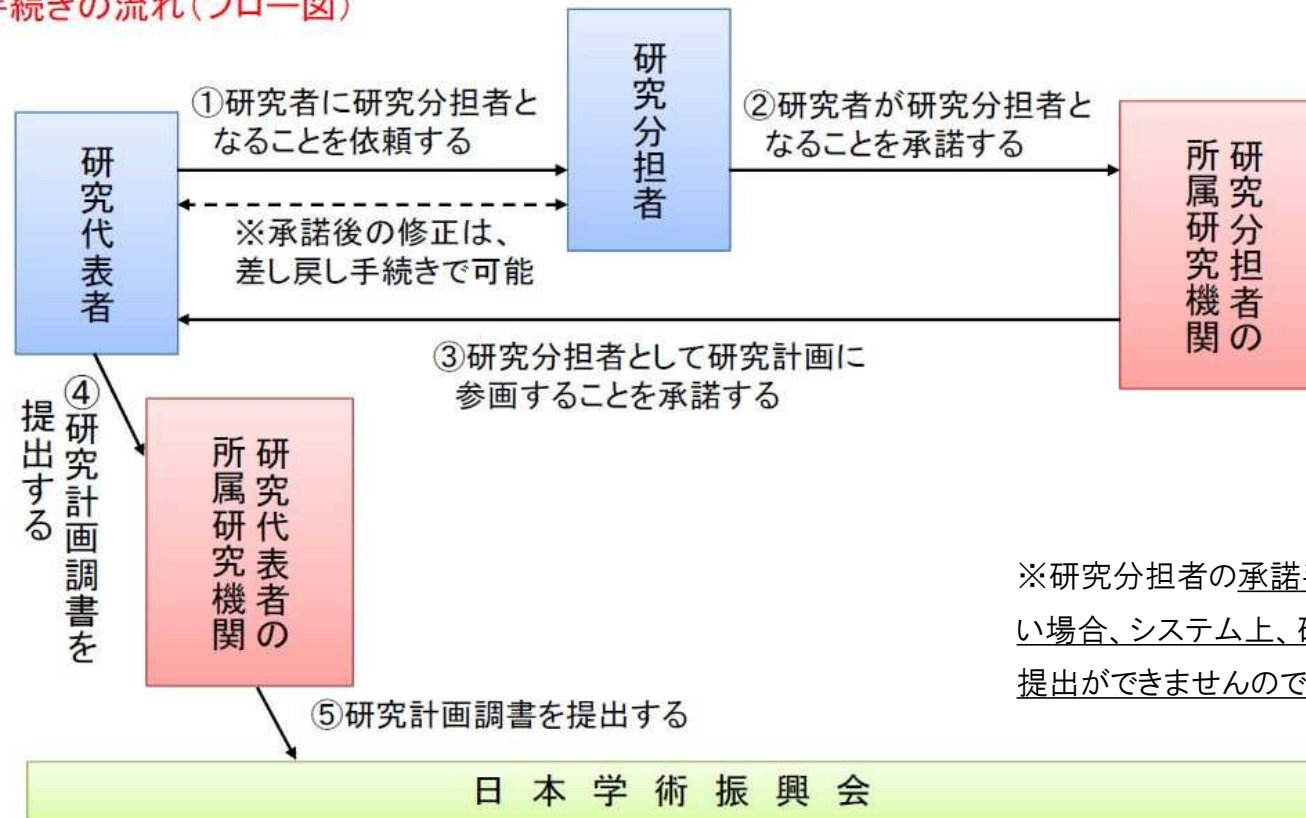 手続きの流れ(フロー図)
研究分担者
①研究者に研究分担者と
なることを依頼する
②研究者が研究分担者と
なることを承諾する
研究代表者
研究分担者の
所属研究機関
※承諾後の修正は、
差し戻し手続きで可能
③研究分担者として研究計画に
参画することを承諾する
④研究計画調書を
提出する
研究代表者の
所属研究機関
※研究分担者の承諾
い場合、システム上、
提出ができませんので
⑤研究計画調書を提出する
日本学術振興会